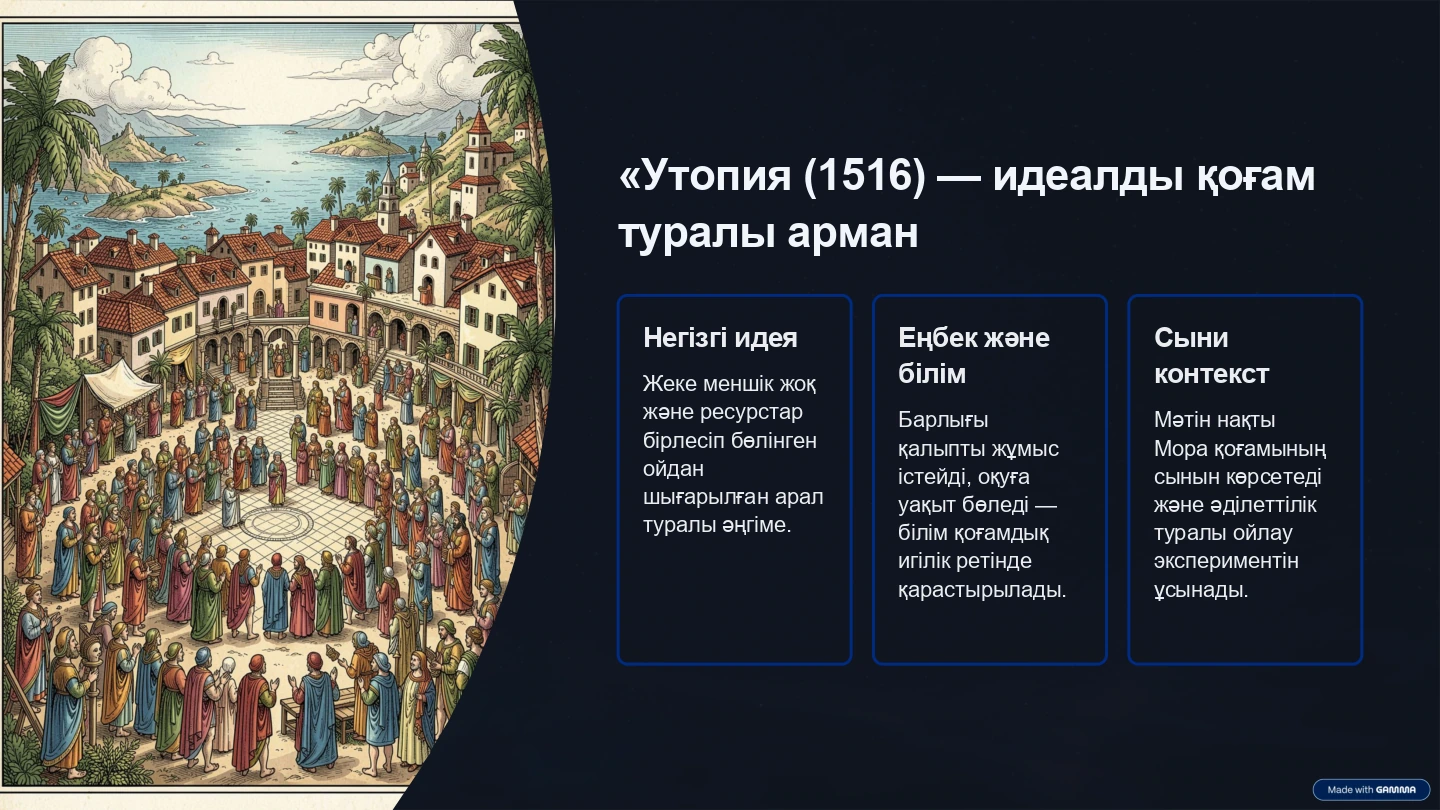 «Утопия (1516) — идеалды қоғам
туралы арман
Негізгі идея
Жеке меншік жоқ
және ресурстар
бірлесіп бөлінген
ойдан
шығарылған арал
туралы әңгіме.
Еңбек және
білім
Барлығы
қалыпты жұмыс
істейді, оқуға
уақыт бөледі —
білім қоғамдық
игілік ретінде
қарастырылады.
Сыни
контекст
Мәтін нақты
Мора қоғамының
сынын көрсетеді
және әділеттілік
туралы ойлау
экспериментін
ұсынады.
Made with GAMMA